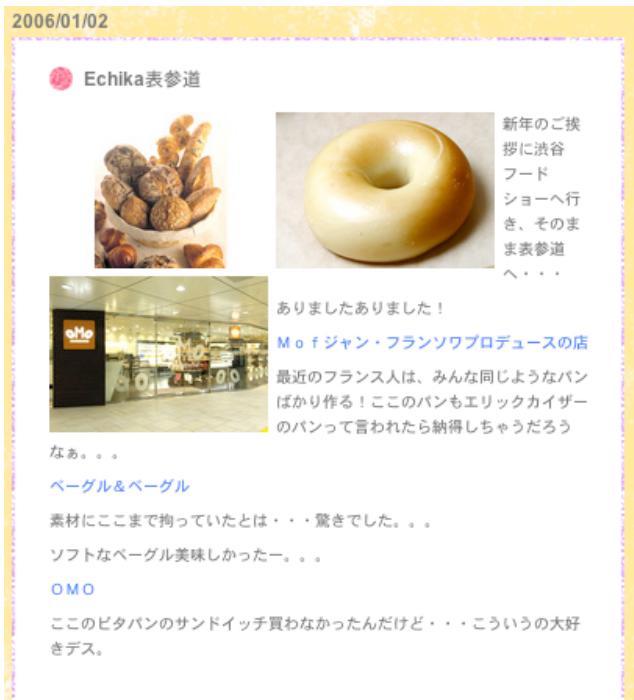 2006/01/02
Echika表参道
新年のご挨
拶に渋谷
フード
ショーへ行
き、そのま
ま表参道
へ・・・
OMO
ありましたありました！
Ｍｏｆジャン・フランソワプロデュースの店
最近のフランス人は、みんな同じようなパン
ばかり作る！ここのパンもエリックカイザー
のパンって言われたら納得しちゃうだろう
なぁ。。。
ベーグル＆ベーグル
素材にここまで拘っていたとは・・・驚きでした。。。
ソフトなベーグル美味しかったー。。。
ＯＭＯ
ここのピタパンのサンドイッチ買わなかったんだけど・・・こういうの大好
きデス。